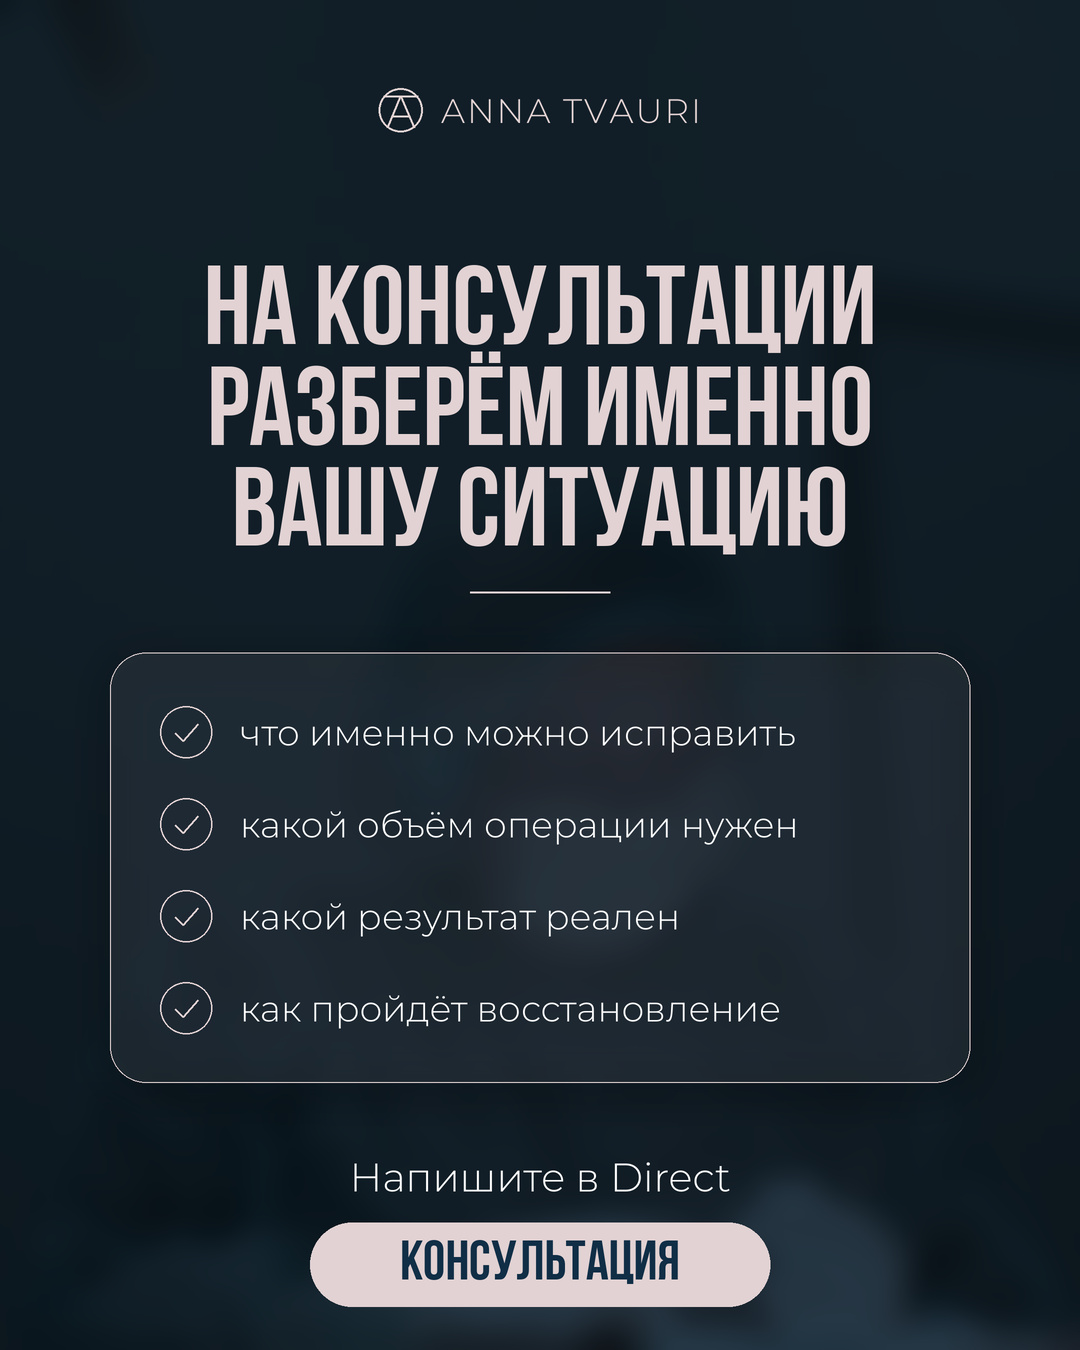 ANNA TVAURI
НА КОНСУЛЬТАЦИИ
РАЗБЕРЁМ ИМЕННО
ВАШУ СИТУАЦИЮ
что именно можно исправить
какой объём операции нужен
какой результат реален
как пройдёт восстановление
Напишите в Direct
КОНСУЛЬТАЦИЯ